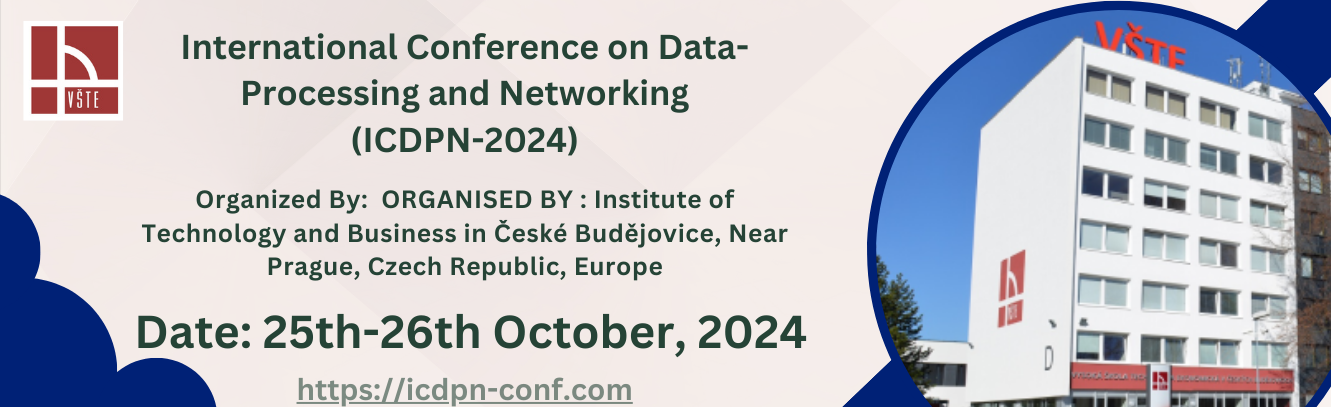 VŠTE
International Conference on Data-
Processing and Networking
(ICDPN-2024)
Organized By:  ORGANISED BY : Institute of
Technology and Business in České Budějovice, Near
Prague, Czech Republic, Europe
Date: 25th-26th October, 2024
https://icdpn-conf.com
VŠTE
VŠTE
D